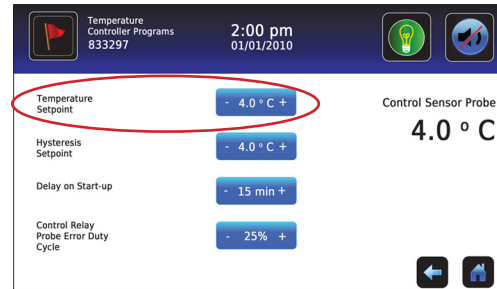 Temperature
Controller Programs
833297
2:00 pm
01/01/2010
Temperature
Setpoint
- 4.0 ° C +
Hysteresis
Setpoint
- 4.0 ° C +
Delay on Start-up
- 15 min +
Control Relay
Probe Error Duty
Cycle
- 25% +
Control Sensor Probe
4.0 ° C